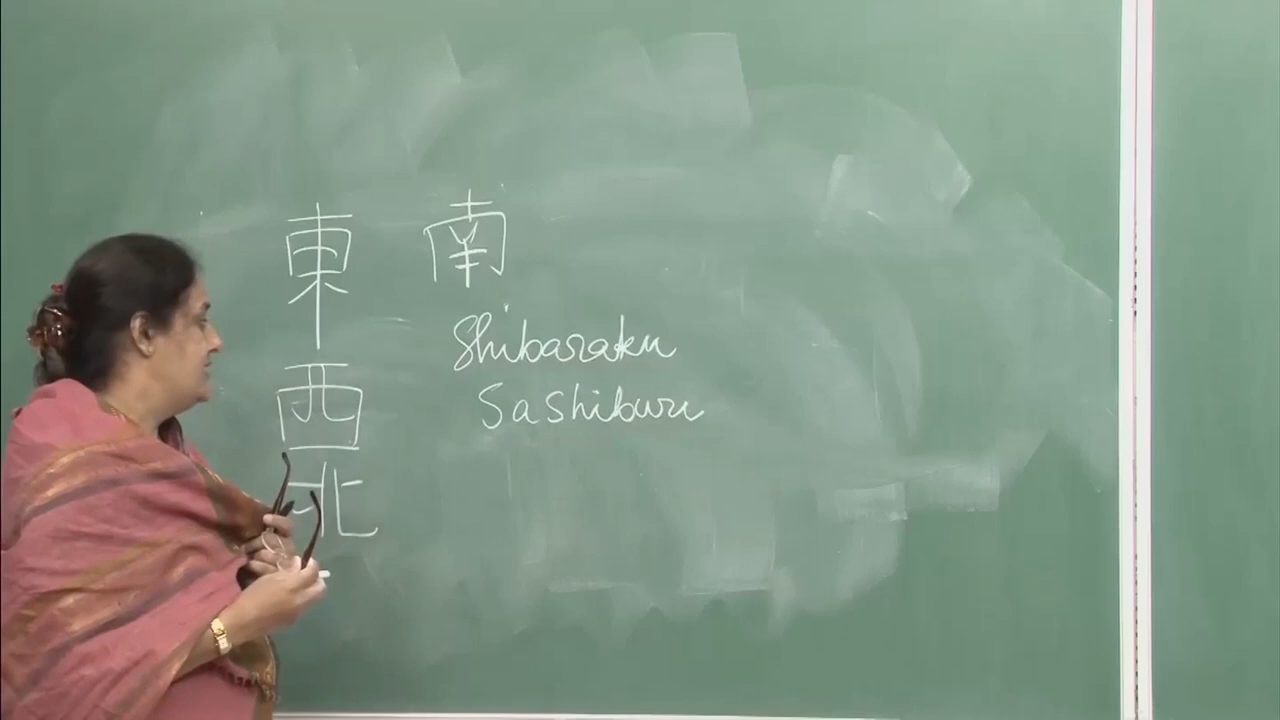 東 南
Shibaraku
Sashiburi
西
北